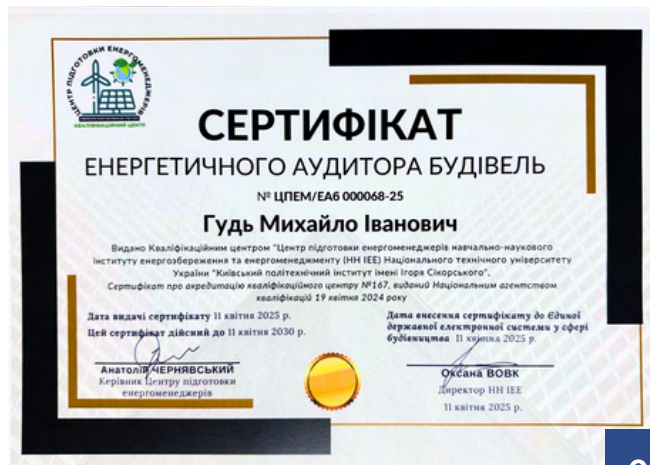 ЦЕНТР ПІДГОТОВКИ ЕНЕРГОМЕНЕДЖЕРІВ
КВАЛІФІКАЦІЙНИЙ ЦЕНТР
СЕРТИФІКАТ
ЕНЕРГЕТИЧНОГО АУДИТОРА БУДІВЕЛЬ
№ ЦПЕМ/ЕАб 000068-25
Гудь Михайло Іванович
Видано Кваліфікаційним центром "Центр підготовки енергоменеджерів навчально-наукового
інституту енергозбереження та енергоменеджменту (НН ІЕЕ) Національного технічного університету
України "Київський політехнічний інститут імені Ігоря Сікорського".
Сертифікат про акредитацію кваліфікаційного центру №167, виданий Національним агентством
кваліфікацій 19 квітня 2024 року
Дата видачі сертифікату 11 квітня 2025 р.
Цей сертифікат дійсний до 11 квітня 2030 р.
Анатолій ЧЕРНЯВСЬКИЙ
Керівник Центру підготовки
енергоменеджерів
Дата внесення сертифікату до Єдиної
державної електронної системи у сфері
будівництва 11 квітня 2025 р.
Оксана ВОВК
Директор НН ІЕЕ
11 квітня 2025 р.